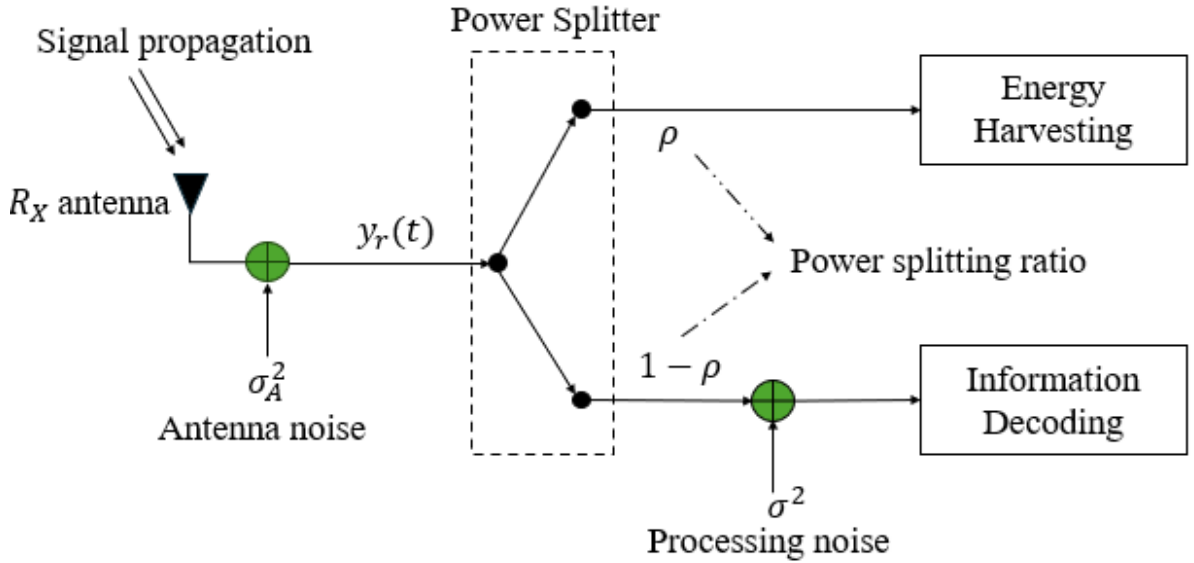 Power Splitter
Signal propagation
Energy
Harvesting
ρ
R_X antenna
y_r(t)
Power splitting ratio
1 − ρ
σ_A^2
Antenna noise
Information
Decoding
σ^2
Processing noise